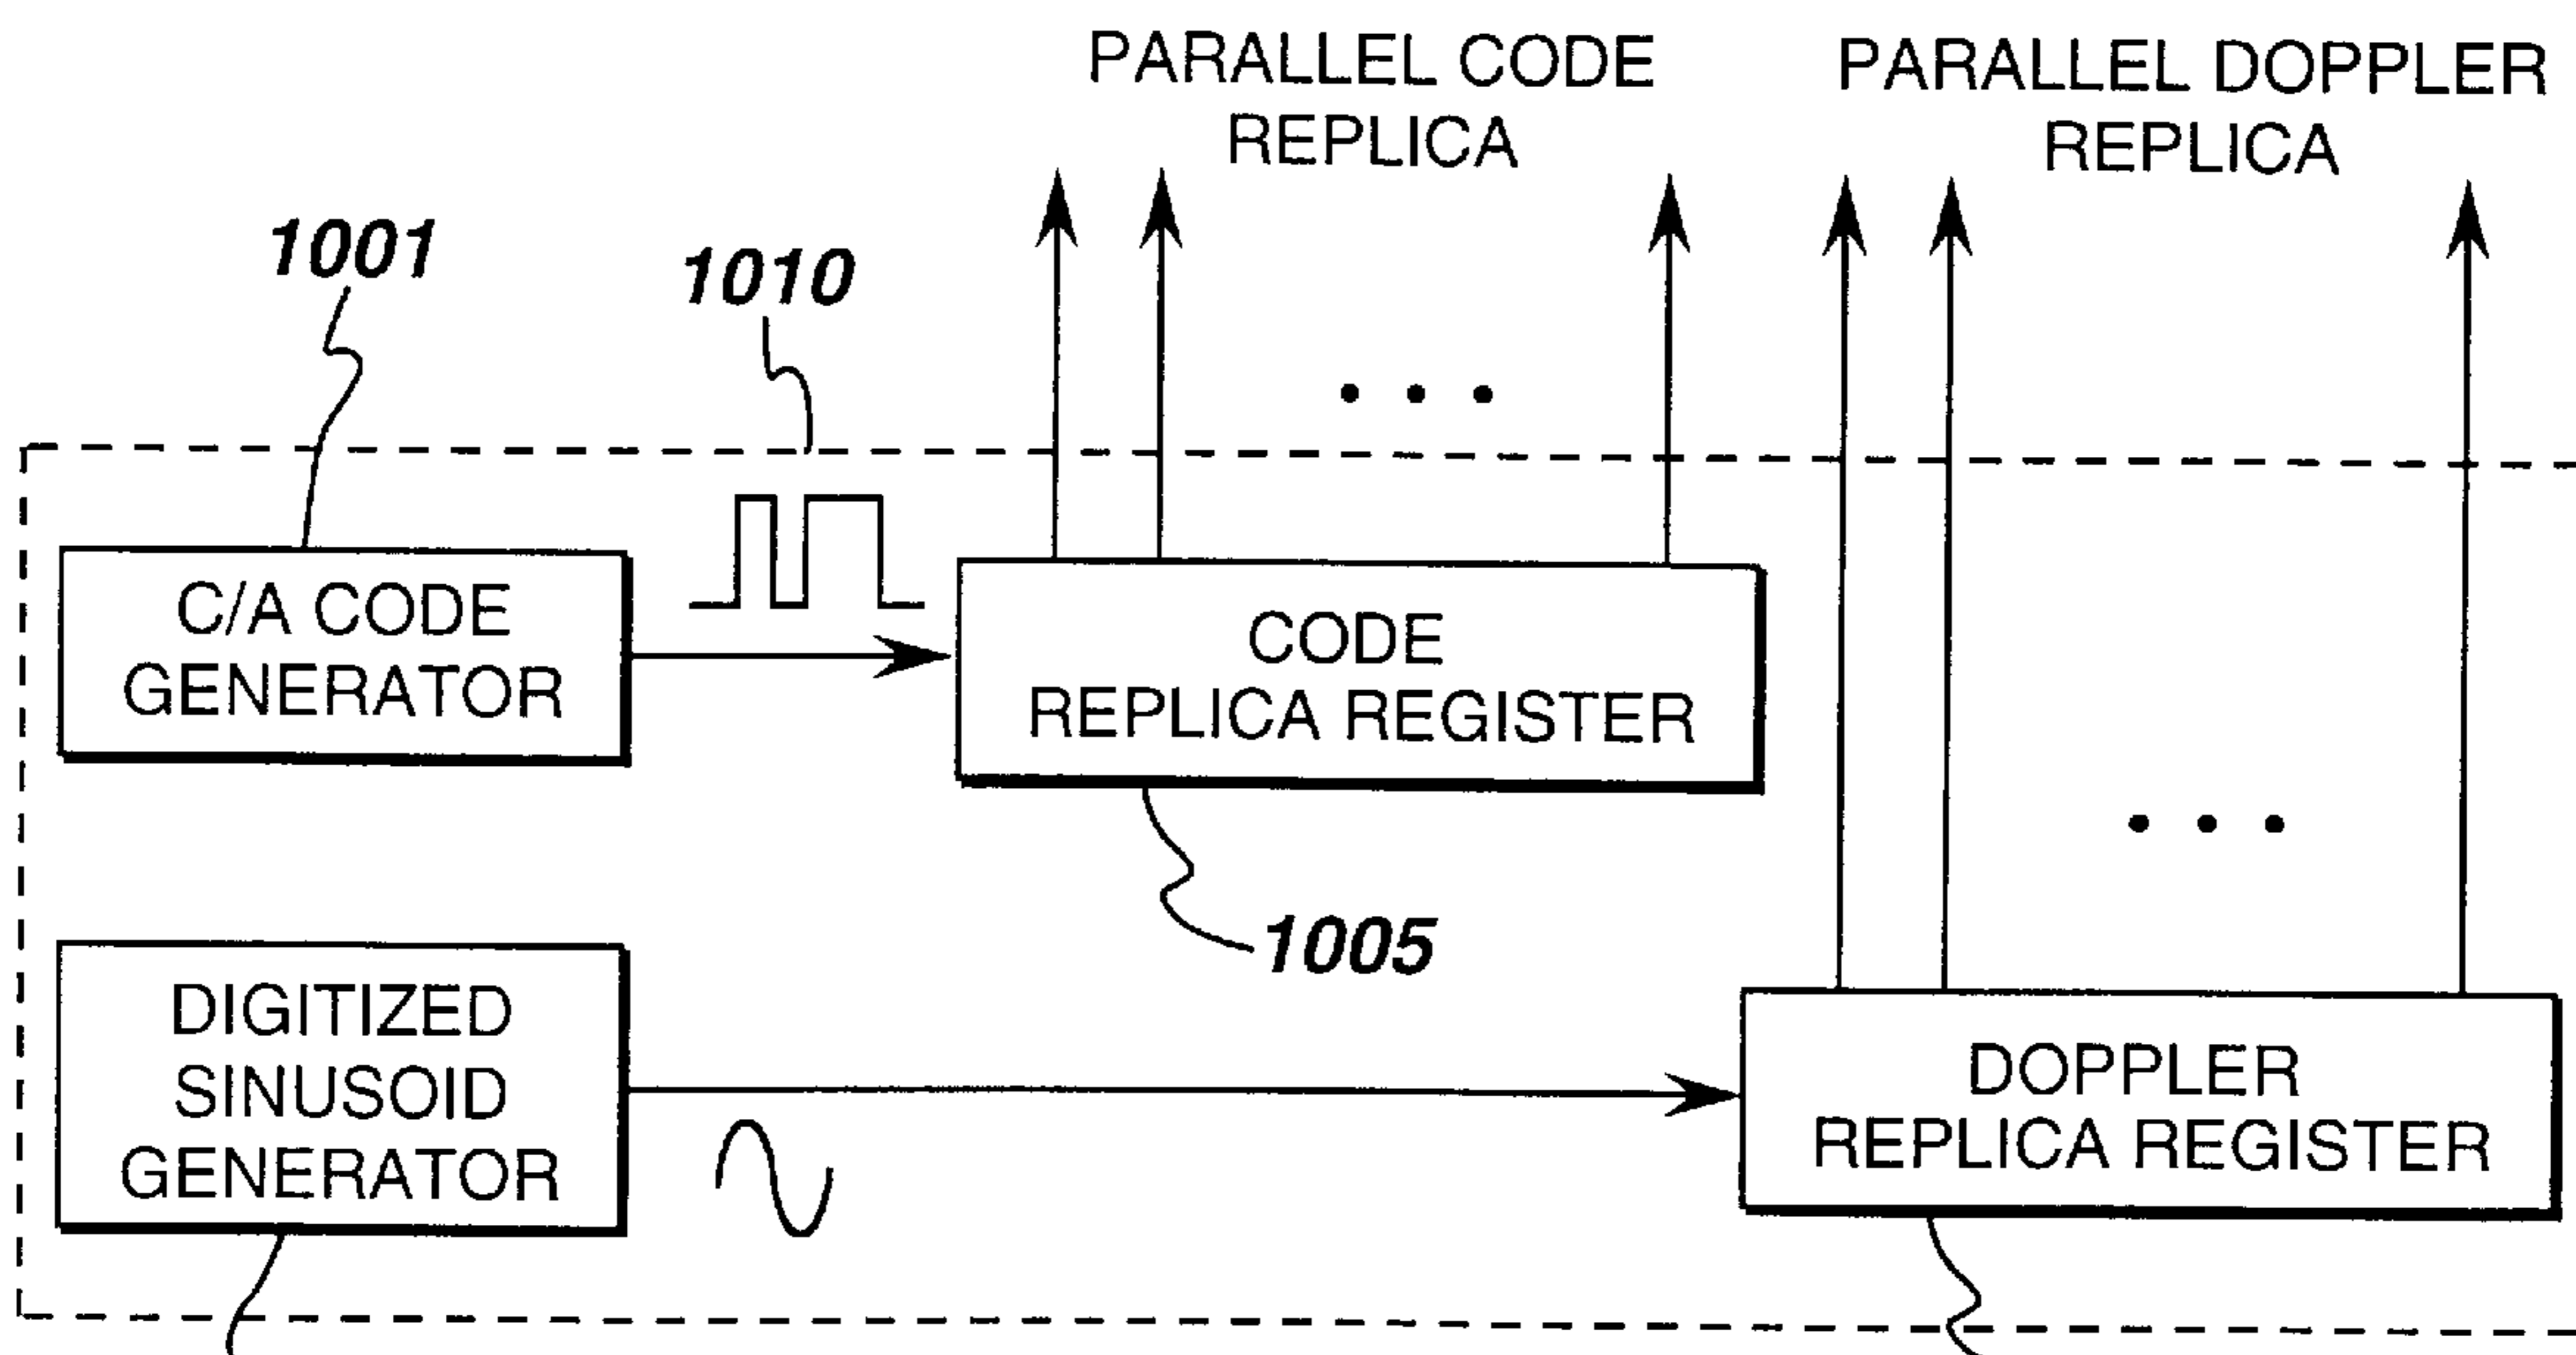 PARALLEL CODE
REPLICA
PARALLEL DOPPLER
REPLICA
1001
1010
C/A CODE
GENERATOR
CODE
REPLICA REGISTER
1005
DIGITIZED
SINUSOID
GENERATOR
DOPPLER
REPLICA REGISTER